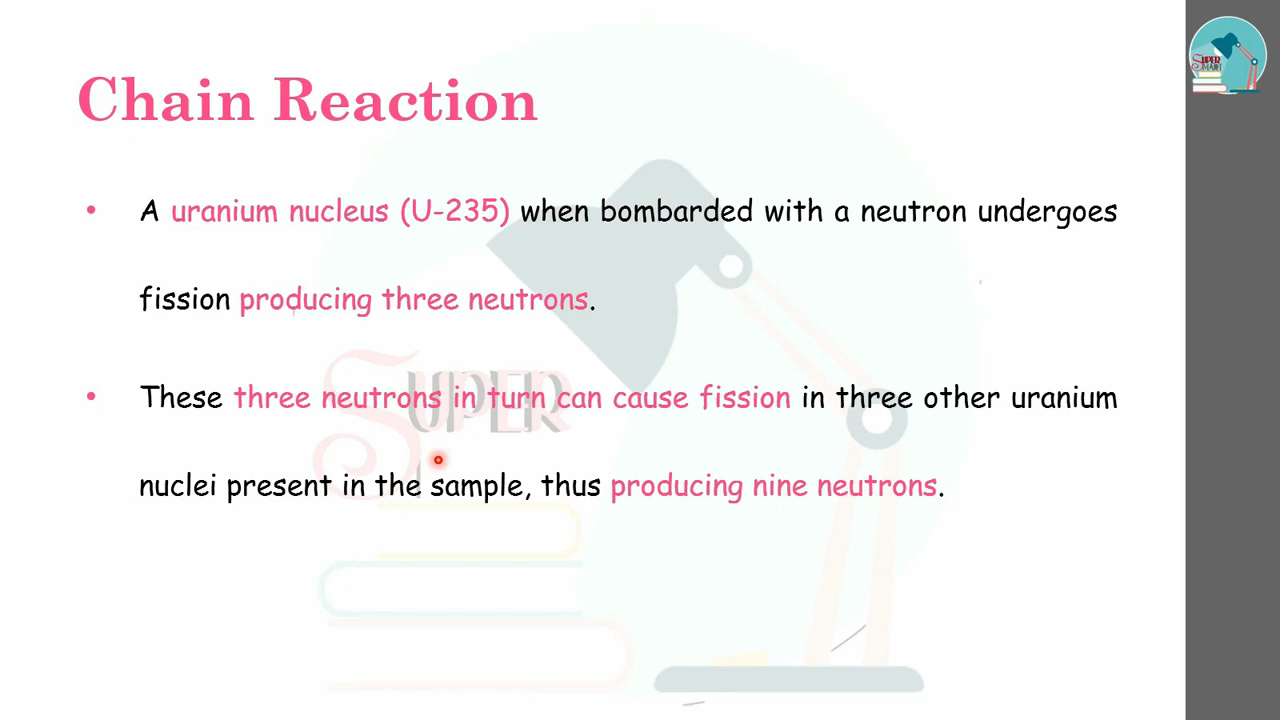 Chain Reaction
• A uranium nucleus (U-235) when bombarded with a neutron undergoes
fission producing three neutrons.
• These three neutrons in turn can cause fission in three other uranium
nuclei present in the sample, thus producing nine neutrons.
SUPER
SUPER